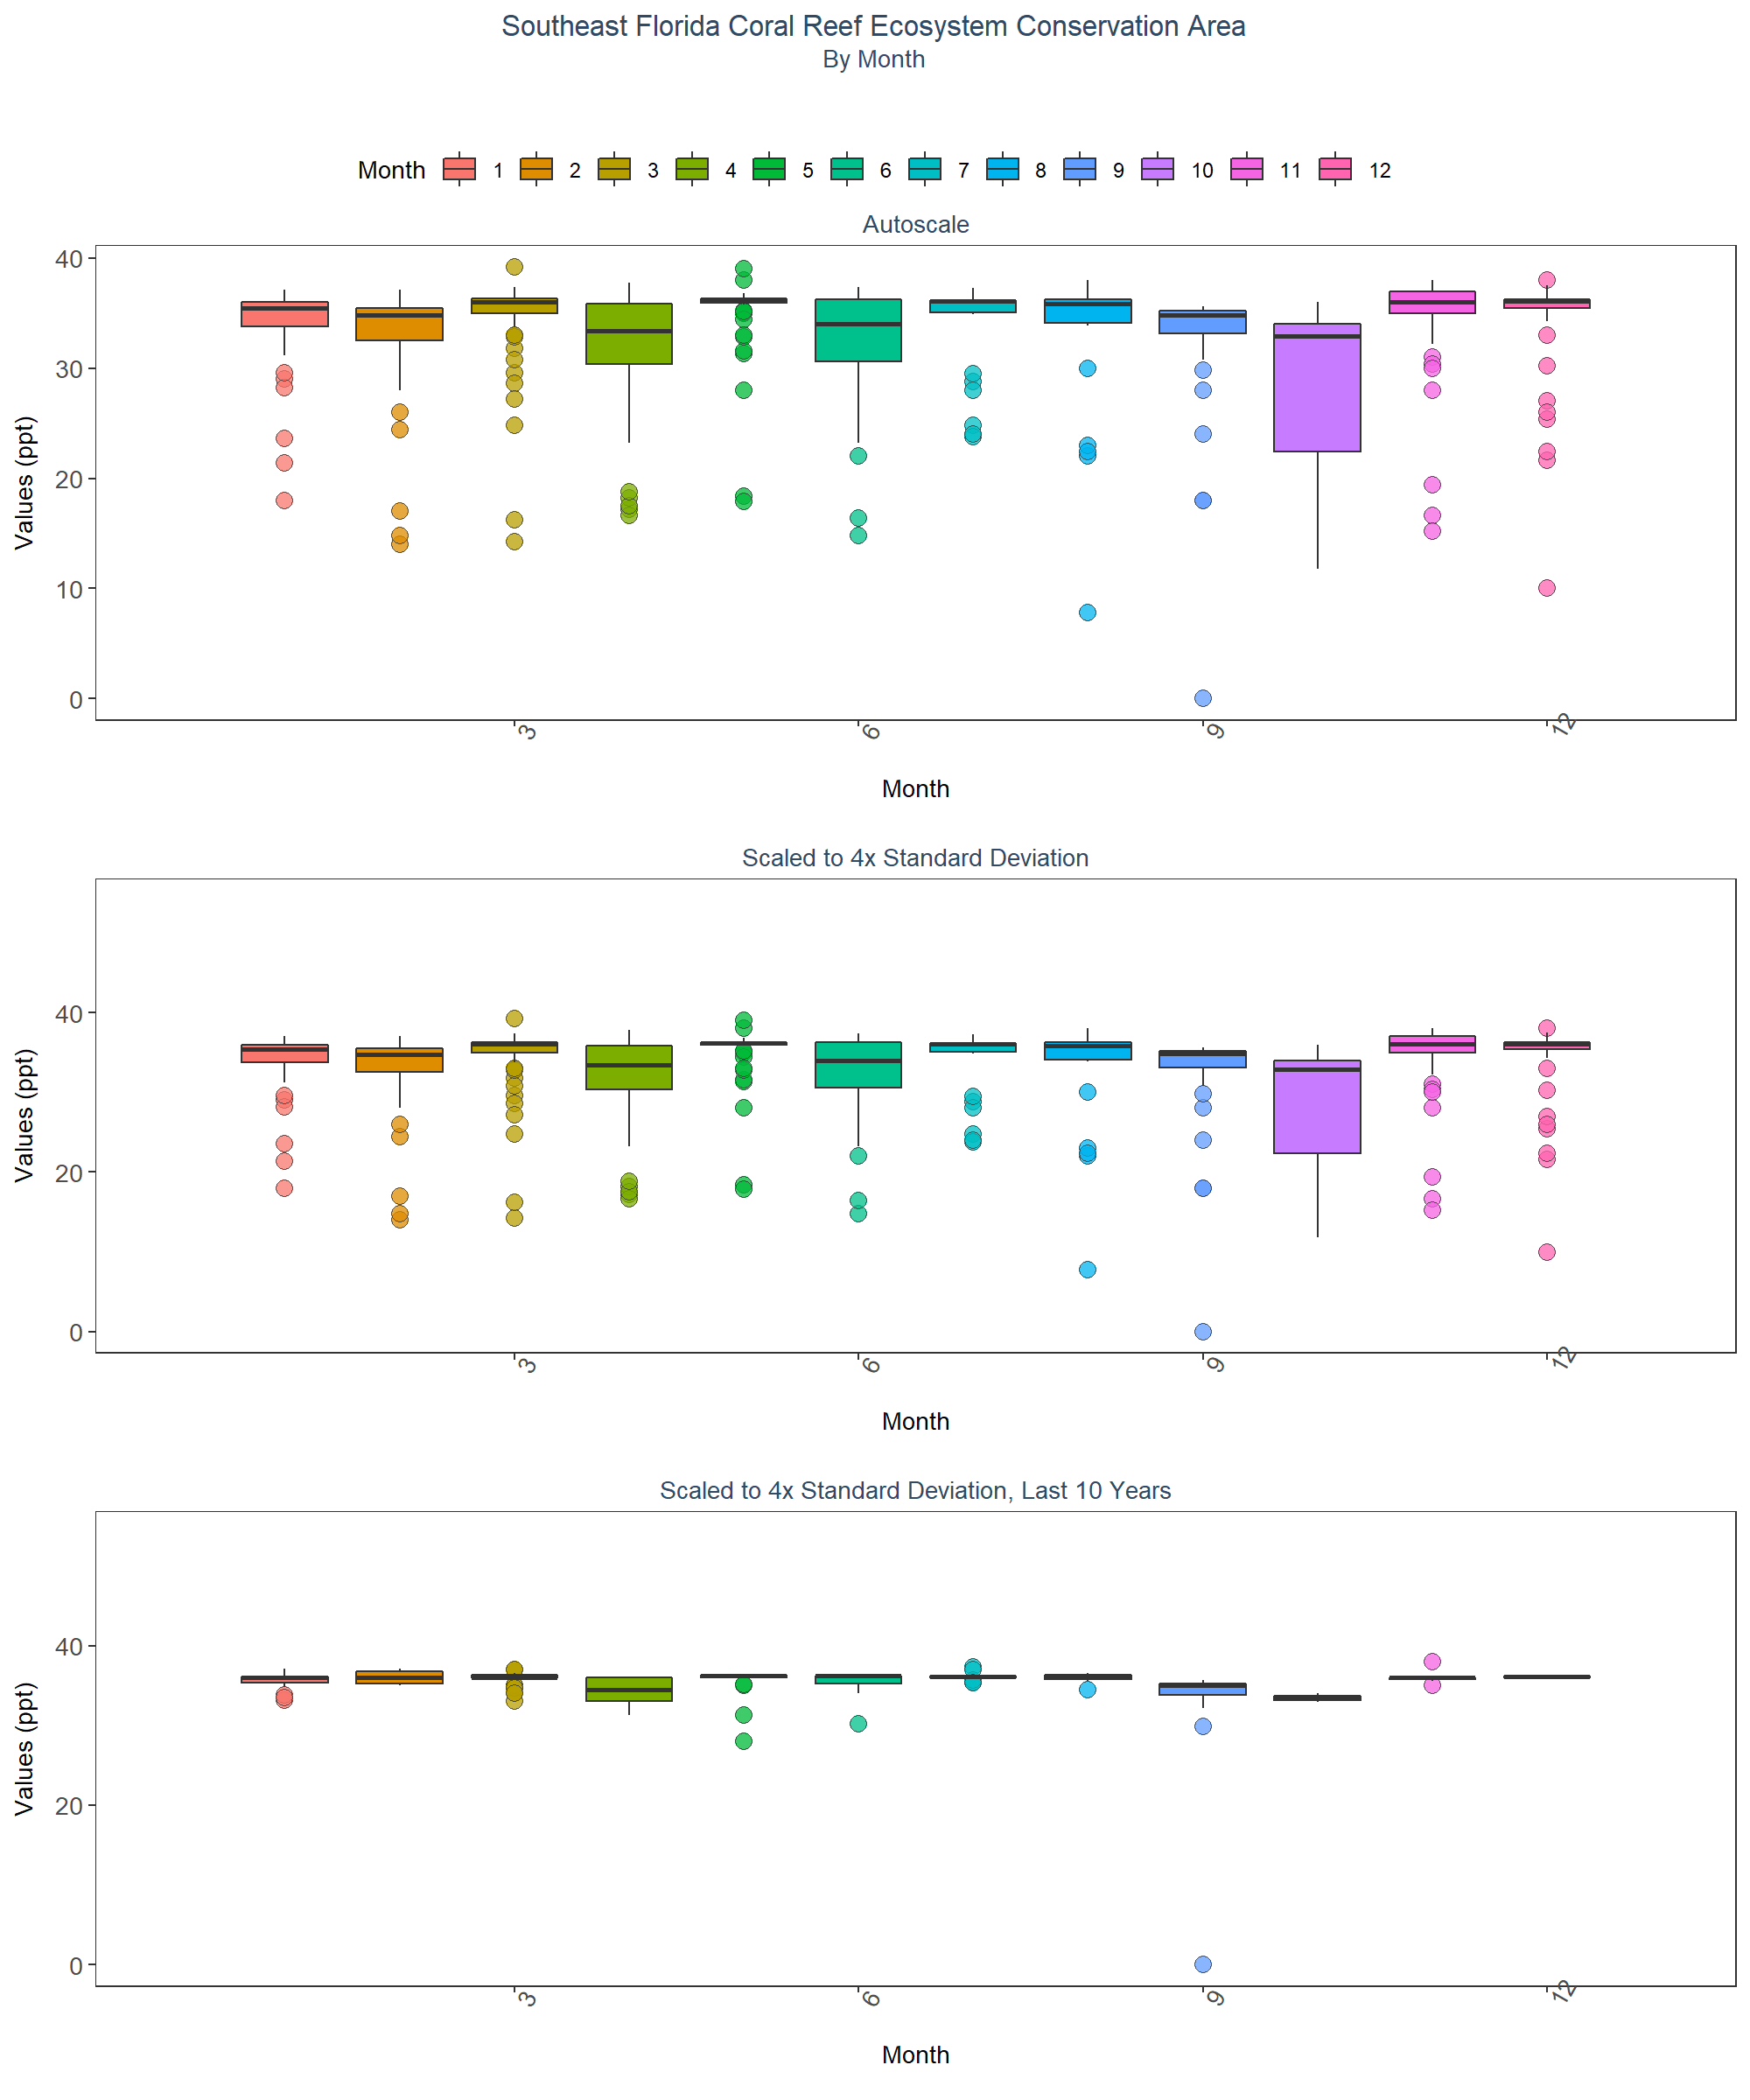 Southeast Florida Coral Reef Ecosystem Conservation Area
By Month
Month 1 2 3 4 5 6 7 8 9 10 11 12
Autoscale
Values (ppt)
40
30
20
10
0
3 6 9 12
Month
Scaled to 4x Standard Deviation
Values (ppt)
40
20
0
3 6 9 12
Month
Scaled to 4x Standard Deviation, Last 10 Years
Values (ppt)
40
20
0
3 6 9 12
Month